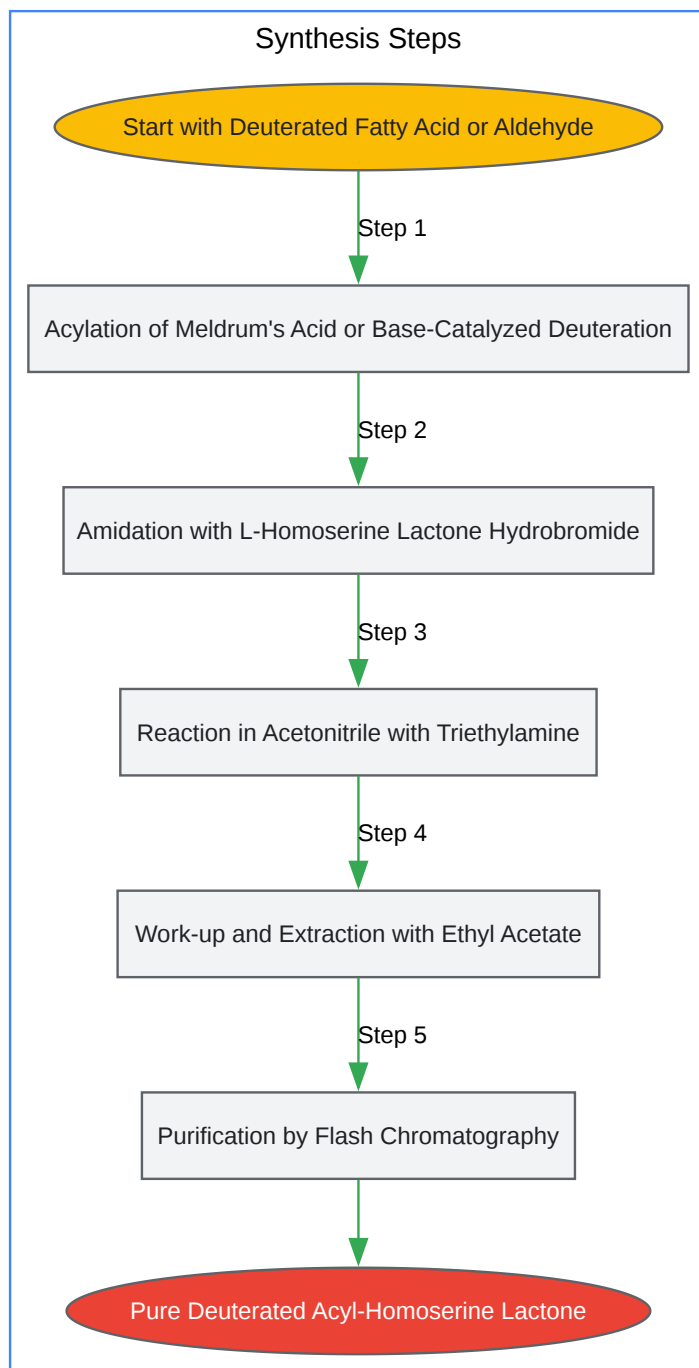 Synthesis Steps
Start with Deuterated Fatty Acid or Aldehyde
Step 1
Acylation of Meldrum's Acid or Base-Catalyzed Deuteration
Step 2
Amidation with L-Homoserine Lactone Hydrobromide
Step 3
Reaction in Acetonitrile with Triethylamine
Step 4
Work-up and Extraction with Ethyl Acetate
Step 5
Purification by Flash Chromatography
Pure Deuterated Acyl-Homoserine Lactone